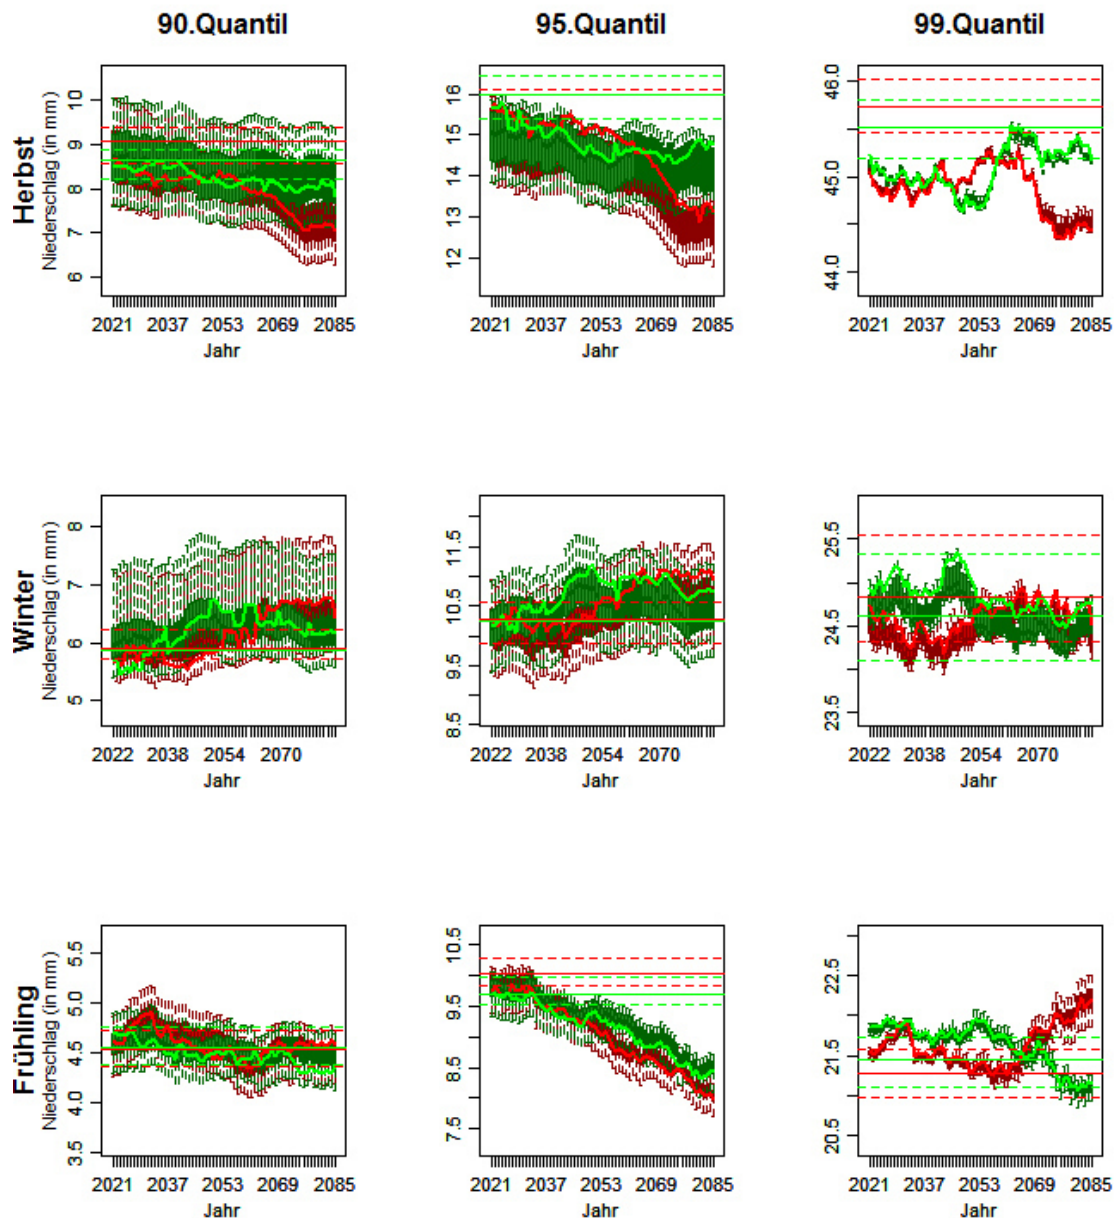 90.Quantil 95.Quantil 99.Quantil
Herbst
Niederschlag (in mm)
10
9
8
7
6
2021 2037 2053 2069 2085
Jahr
16
15
14
13
12
2021 2037 2053 2069 2085
Jahr
46.0
45.0
44.0
2021 2037 2053 2069 2085
Jahr
Winter
Niederschlag (in mm)
8
7
6
5
2022 2038 2054 2070
Jahr
11.5
10.5
9.5
8.5
2022 2038 2054 2070
Jahr
25.5
24.5
23.5
2022 2038 2054 2070
Jahr
Frühling
Niederschlag (in mm)
5.5
5.0
4.5
4.0
3.5
2021 2037 2053 2069 2085
Jahr
10.5
9.5
8.5
7.5
2021 2037 2053 2069 2085
Jahr
22.5
21.5
20.5
2021 2037 2053 2069 2085
Jahr